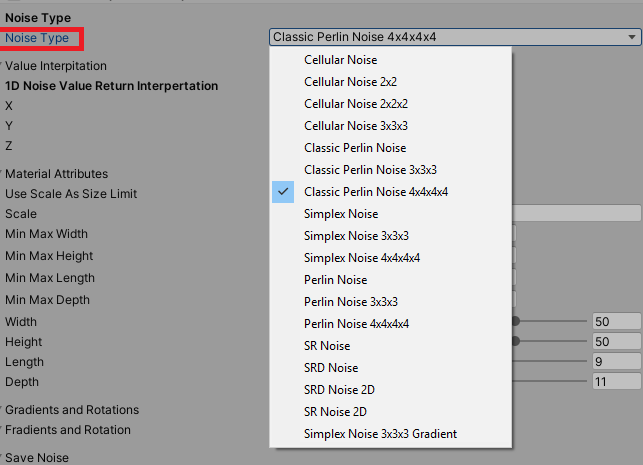 Noise Type
Noise Type Classic Perlin Noise 4x4x4x4
Value Interpitation
1D Noise Value Return Interpertation
X
Y
Z
Material Attributes
Use Scale As Size Limit
Scale
Min Max Width
Min Max Height
Min Max Length
Min Max Depth
Width 50
Height 50
Length 9
Depth 11
Gradients and Rotations
Fradients and Rotation
Save Noise
Cellular Noise
Cellular Noise 2x2
Cellular Noise 2x2x2
Cellular Noise 3x3x3
Classic Perlin Noise
Classic Perlin Noise 3x3x3
Classic Perlin Noise 4x4x4x4
Simplex Noise
Simplex Noise 3x3x3
Simplex Noise 4x4x4x4
Perlin Noise
Perlin Noise 3x3x3
Perlin Noise 4x4x4x4
SR Noise
SRD Noise
SRD Noise 2D
SR Noise 2D
Simplex Noise 3x3x3 Gradient